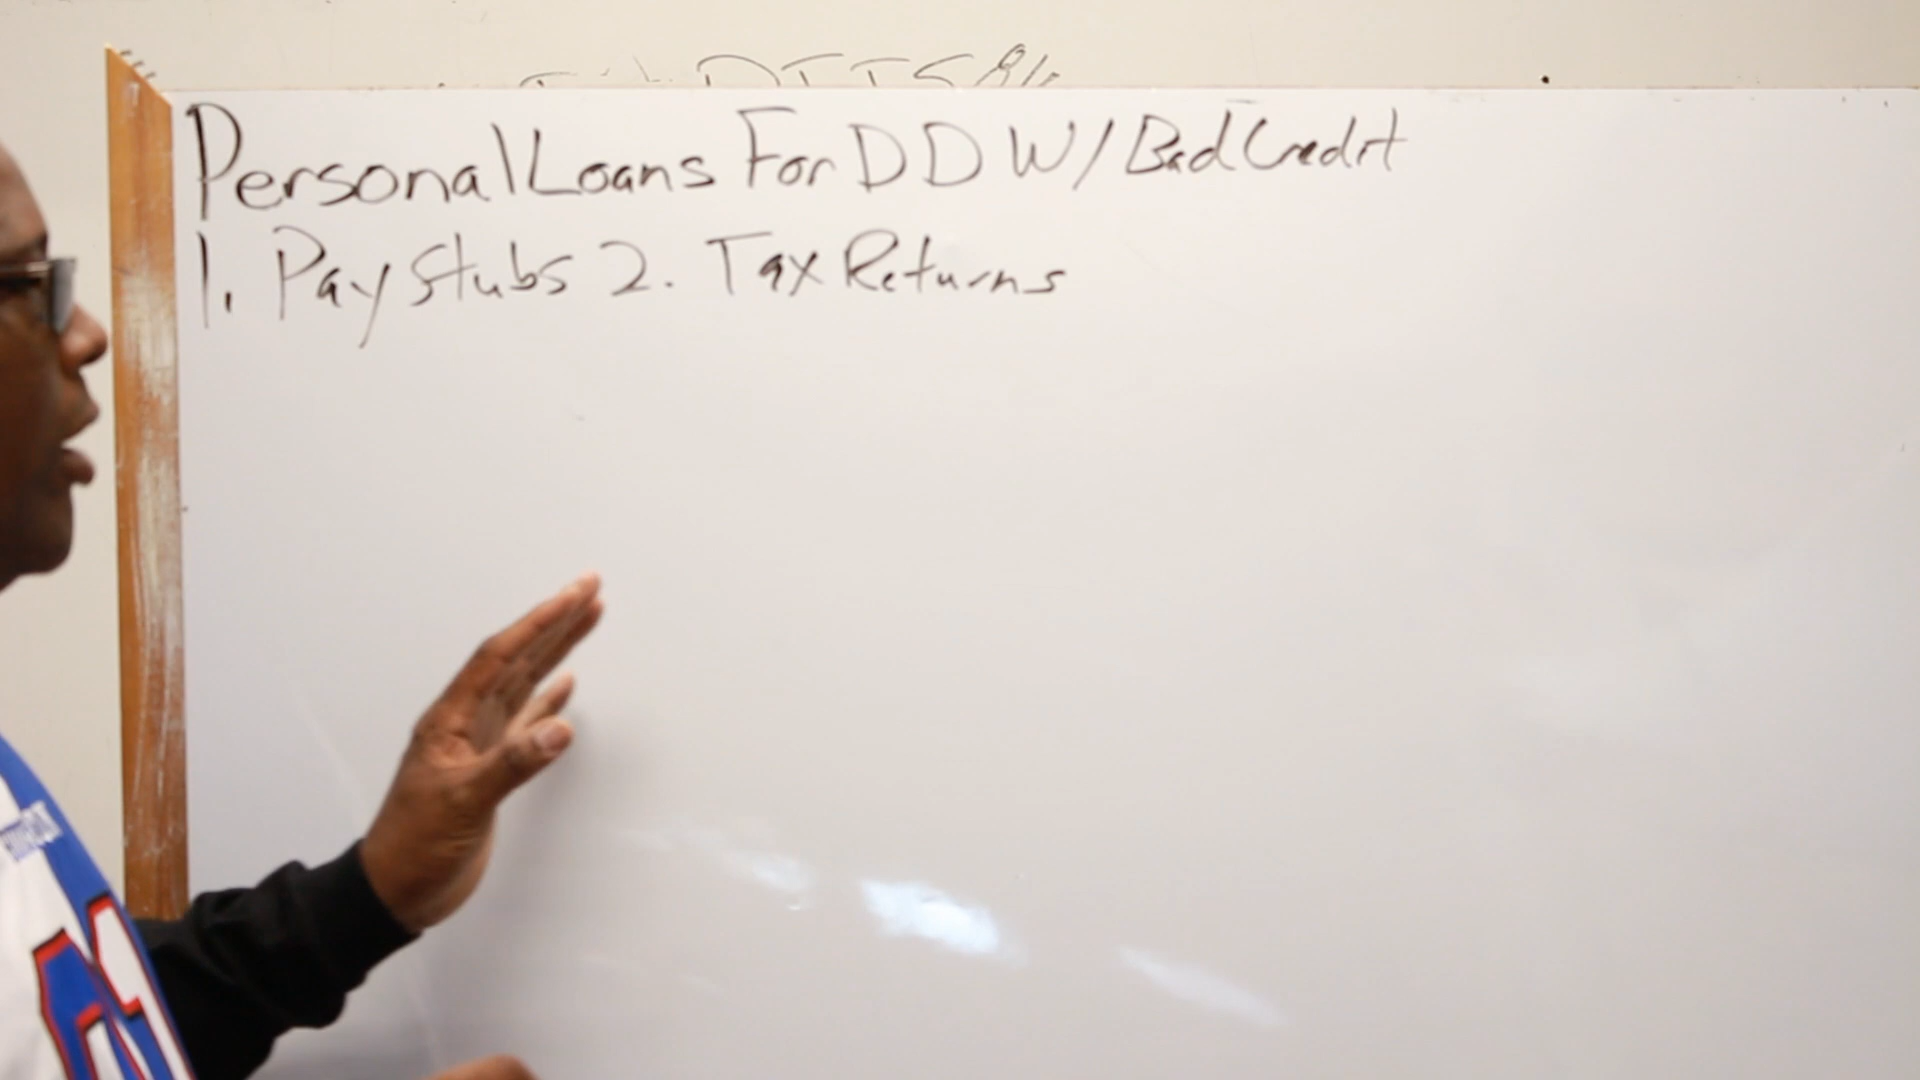 Personal Loans For DD W/ Bad Credit
1. Pay Stubs 2. Tax Returns